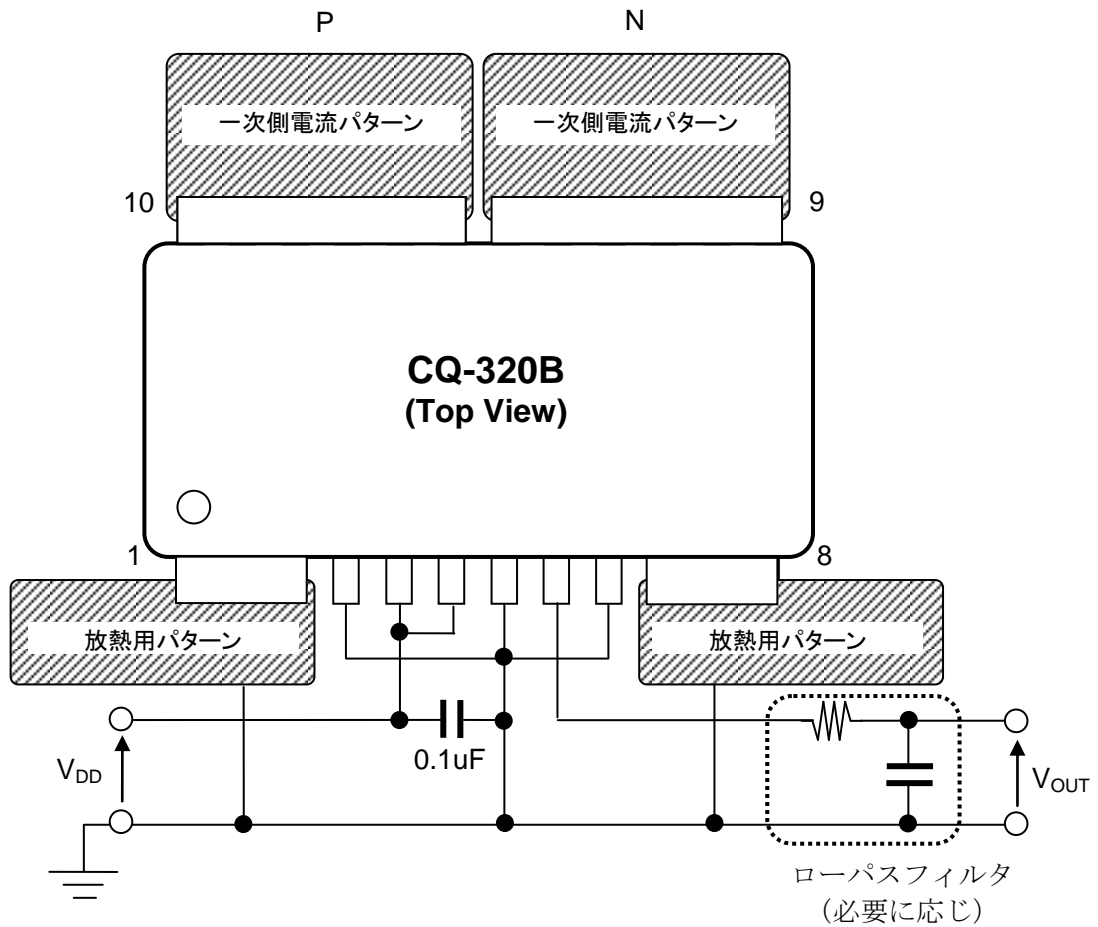 P
N
一次側電流パターン
一次側電流パターン
10
9
CQ-320B
(Top View)
1
8
放熱用パターン
放熱用パターン
0.1uF
VDD
VOUT
ローパスフィルタ
（必要に応じ）